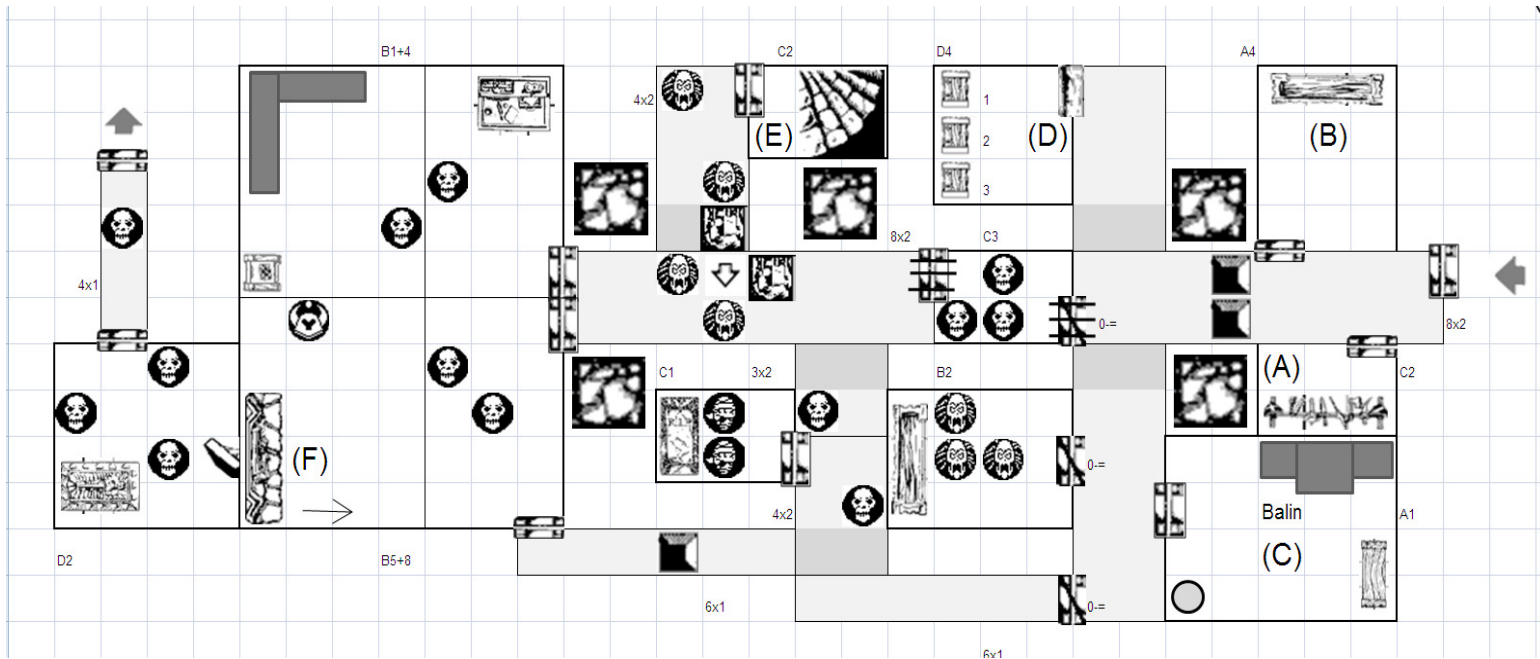 B1+4
C2
D4
A4
4x2
1
(E)
(D)
(B)
2
3
8x2
C3
4x1
0-=
8x2
(A)
C1
3x2
B2
C2
(F)
0-=
4x2
Balin
A1
(C)
D2
B5+8
6x1
0-=
6x1